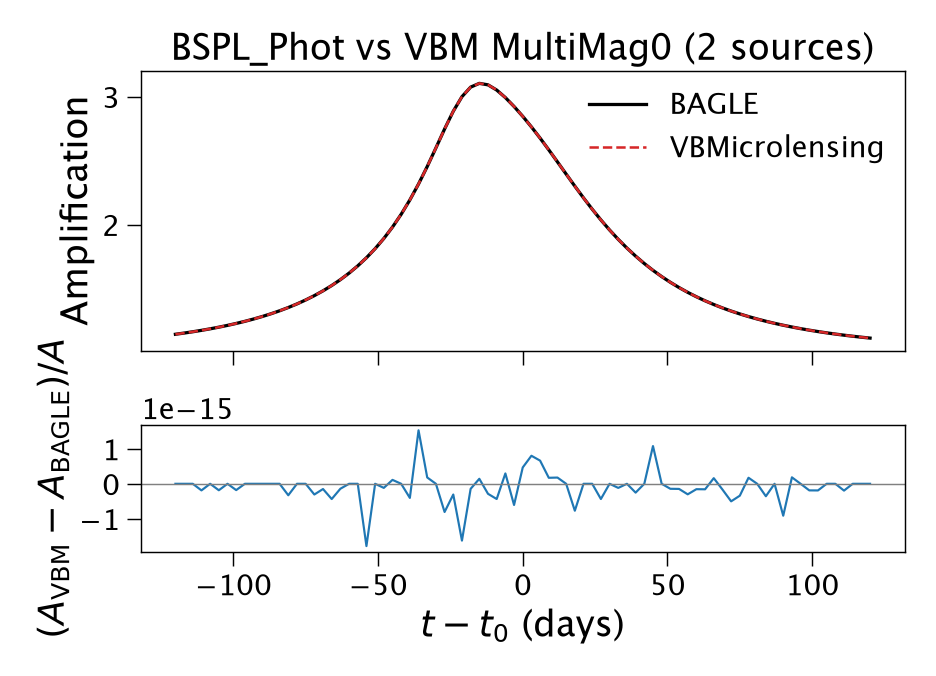 BSPL_Phot vs VBM MultiMag0 (2 sources)
Amplification
3
2
BAGLE
VBMicrolensing
(A_VBM − A_BAGLE)/A
1e−15
1
0
−1
−100
−50
0
50
100
t − t₀ (days)